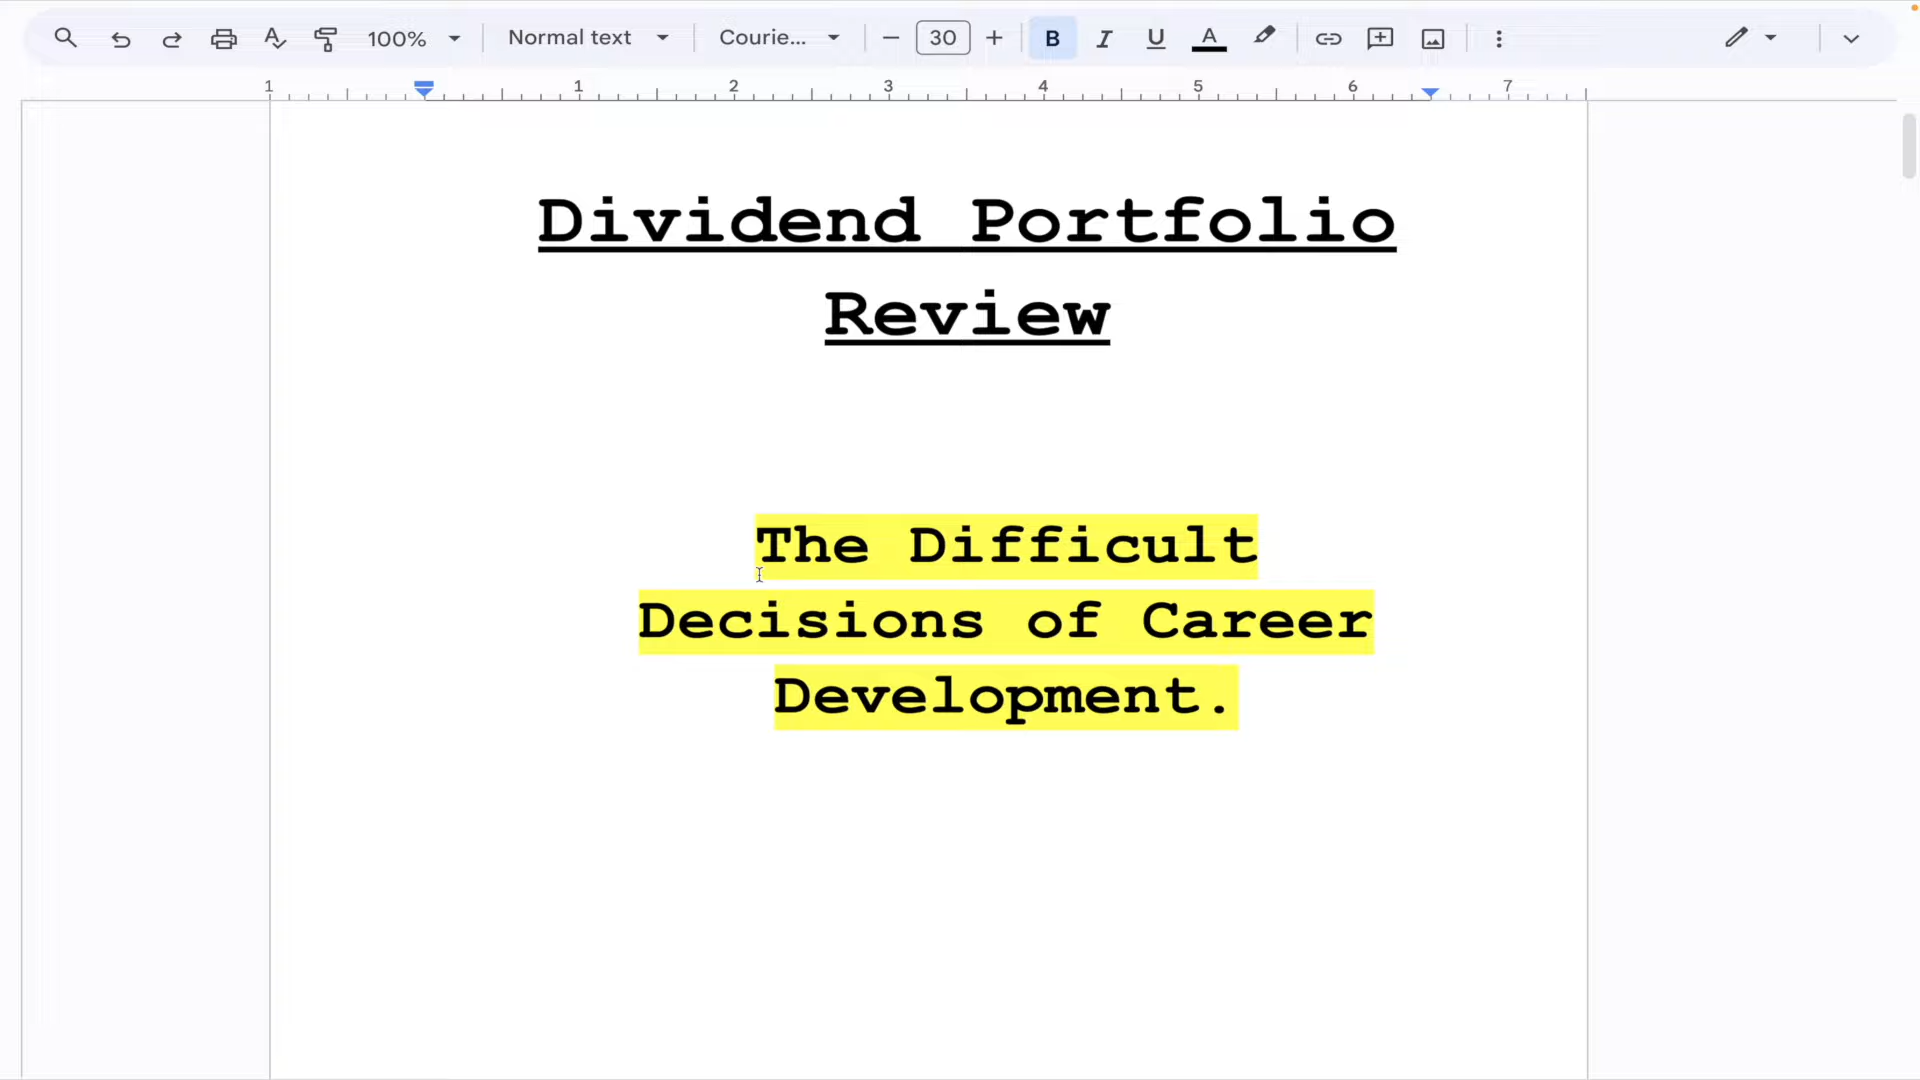 100% Normal text Courie... 30 B I U A
1 1 2 3 4 5 6 7
Dividend Portfolio
Review
The Difficult
Decisions of Career
Development.